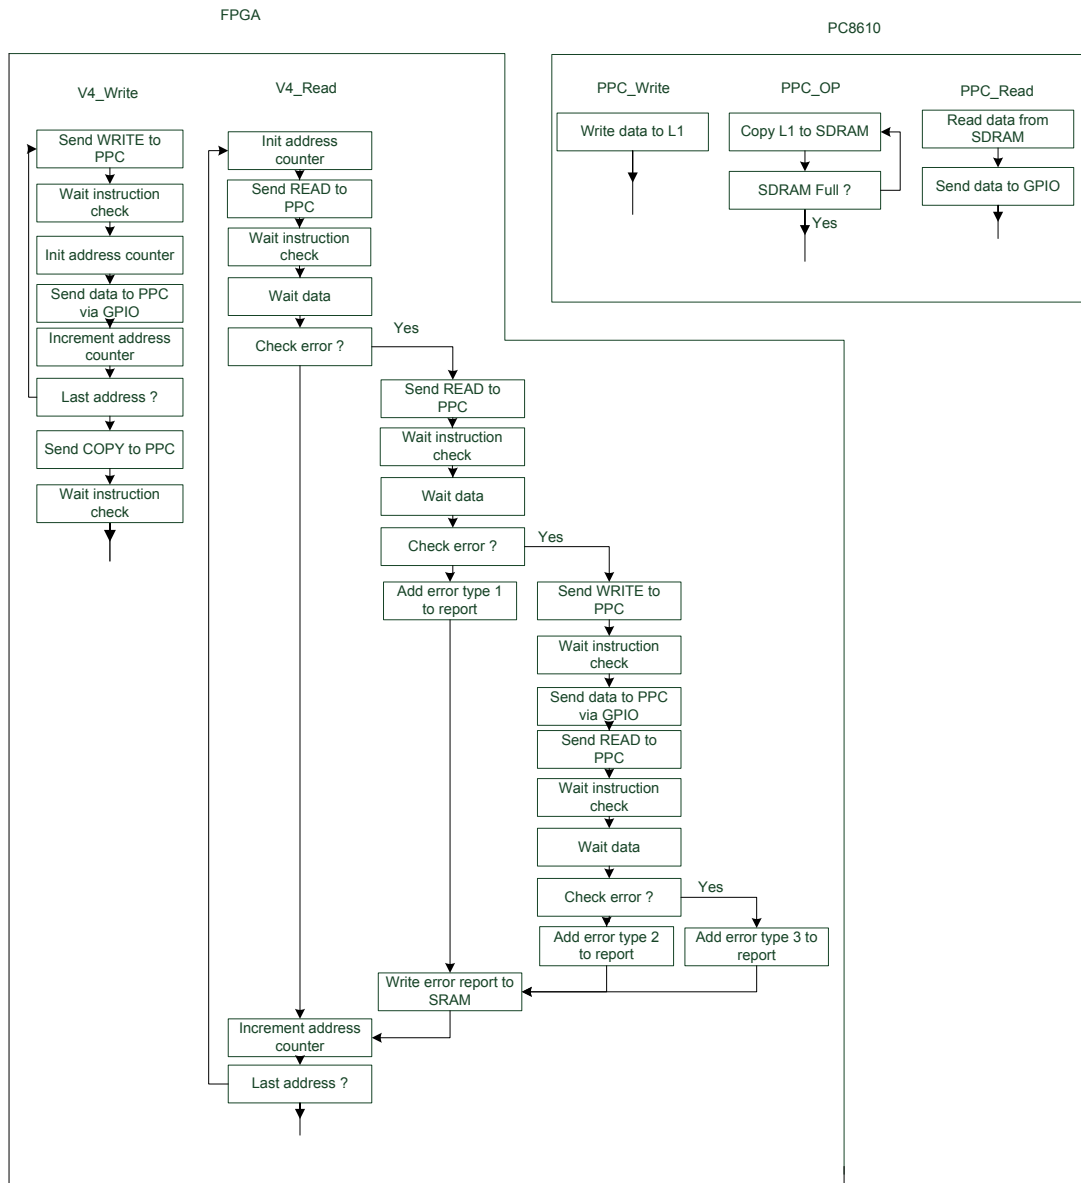 FPGA
PC8610
V4_Write
V4_Read
PPC_Write
PPC_OP
PPC_Read
Send WRITE to
PPC
Wait instruction
check
Init address counter
Send data to PPC
via GPIO
Increment address
counter
Last address ?
Send COPY to PPC
Wait instruction
check
Init address
counter
Send READ to
PPC
Wait instruction
check
Wait data
Check error ?
Yes
Send READ to
PPC
Wait instruction
check
Wait data
Check error ?
Yes
Add error type 1
to report
Send WRITE to
PPC
Wait instruction
check
Send data to PPC
via GPIO
Send READ to
PPC
Wait instruction
check
Wait data
Check error ?
Yes
Add error type 2
to report
Add error type 3 to
report
Write error report to
SRAM
Increment address
counter
Last address ?
Write data to L1
Copy L1 to SDRAM
SDRAM Full ?
Yes
Read data from
SDRAM
Send data to GPIO